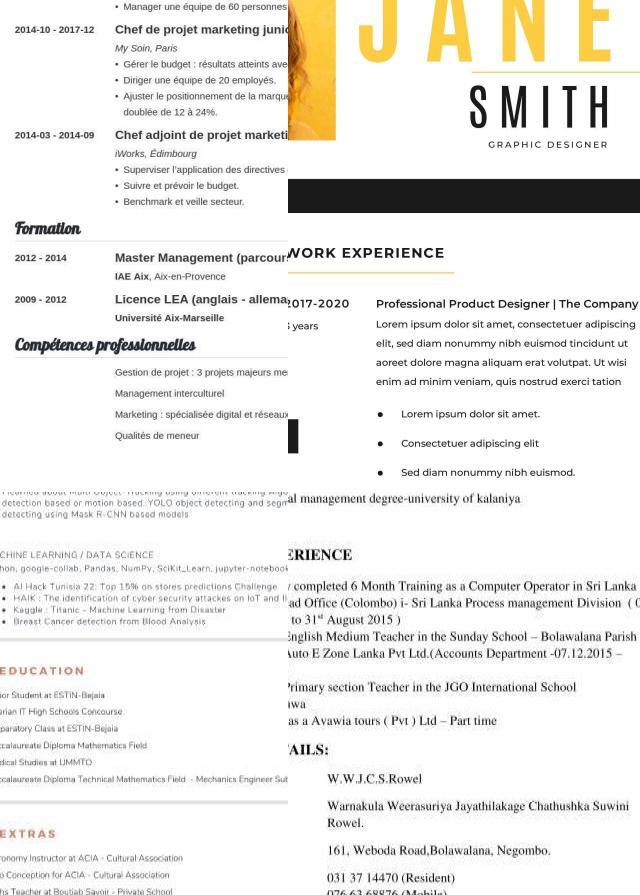 • Manager une équipe de 60 personnes
2014-10 - 2017-12
Chef de projet marketing
My Soin, Paris
• Gérer le budget : résultats atteints
• Diriger une équipe de 20 employés.
• Ajuster le positionnement de la
doublée de 12 à 24%.
2014-03 - 2014-09
Chef adjoint de projet
iWorks, Édimbourg
• Superviser l'application des directives
• Suivre et prévoir le budget.
• Benchmark et veille secteur.
Formation
2012 - 2014
Master Management
IAE Aix, Aix-en-Provence
2009 - 2012
Licence LEA (anglais -
Université Aix-Marseille
Compétences professionnelles
Gestion de projet : 3 projets majeurs
Management interculturel
Marketing : spécialisée digital et réseaux
Qualités de meneur
JANE
SMITH
GRAPHIC DESIGNER
WORK EXPERIENCE
2017-2020
years
Professional Product Designer | The Company
Lorem ipsum dolor sit amet, consectetuer adipiscing
elit, sed diam nonummy nibh euismod tincidunt ut
aoreet dolore magna aliquam erat volutpat. Ut wisi
enim ad minim veniam, quis nostrud exerci tation
• Lorem ipsum dolor sit amet.
• Consectetuer adipiscing elit
• Sed diam nonummy nibh euismod.
detection based or motion based. YOLO object detecting and
detecting using Mask R-CNN based models
CHINE LEARNING / DATA SCIENCE
hon, google-collab, Pandas, NumPy, SciKit_Learn, jupyter-notebook
• AI Hack Tunisia 22: Top 15% on stores predictions Challenge
• HAIK : The identification of cyber security attackes on IoT and
• Kaggle : Titanic - Machine Learning from Disaster
• Breast Cancer detection from Blood Analysis
EDUCATION
ior Student at ESTIN-Bejaia
erian IT High Schools Concourse
paratory Class at ESTIN-Bejaia
ccalaureate Diploma Mathematics Field
dical Studies at UMMTO
ccalaureate Diploma Technical Mathematics Field - Mechanics Engineer
EXTRAS
ronomy Instructor at ACIA - Cultural Association
o Conception for ACIA - Cultural Association
hs Teacher at Boutiab Savoir - Private School
al management degree-university of kalaniya
ERIENCE
completed 6 Month Training as a Computer Operator in Sri Lanka
ad Office (Colombo) i- Sri Lanka Process management Division (
to 31st August 2015 )
English Medium Teacher in the Sunday School – Bolawalana Parish
Auto E Zone Lanka Pvt Ltd.(Accounts Department -07.12.2015 –
Primary section Teacher in the JGO International School
wa
as a Avawia tours ( Pvt ) Ltd – Part time
AILS:
W.W.J.C.S.Rowel
Warnakula Weerasuriya Jayathilakage Chathushka Suwini
Rowel.
161, Weboda Road,Bolawalana, Negombo.
031 37 14470 (Resident)
076 63 68876 (Mobile)